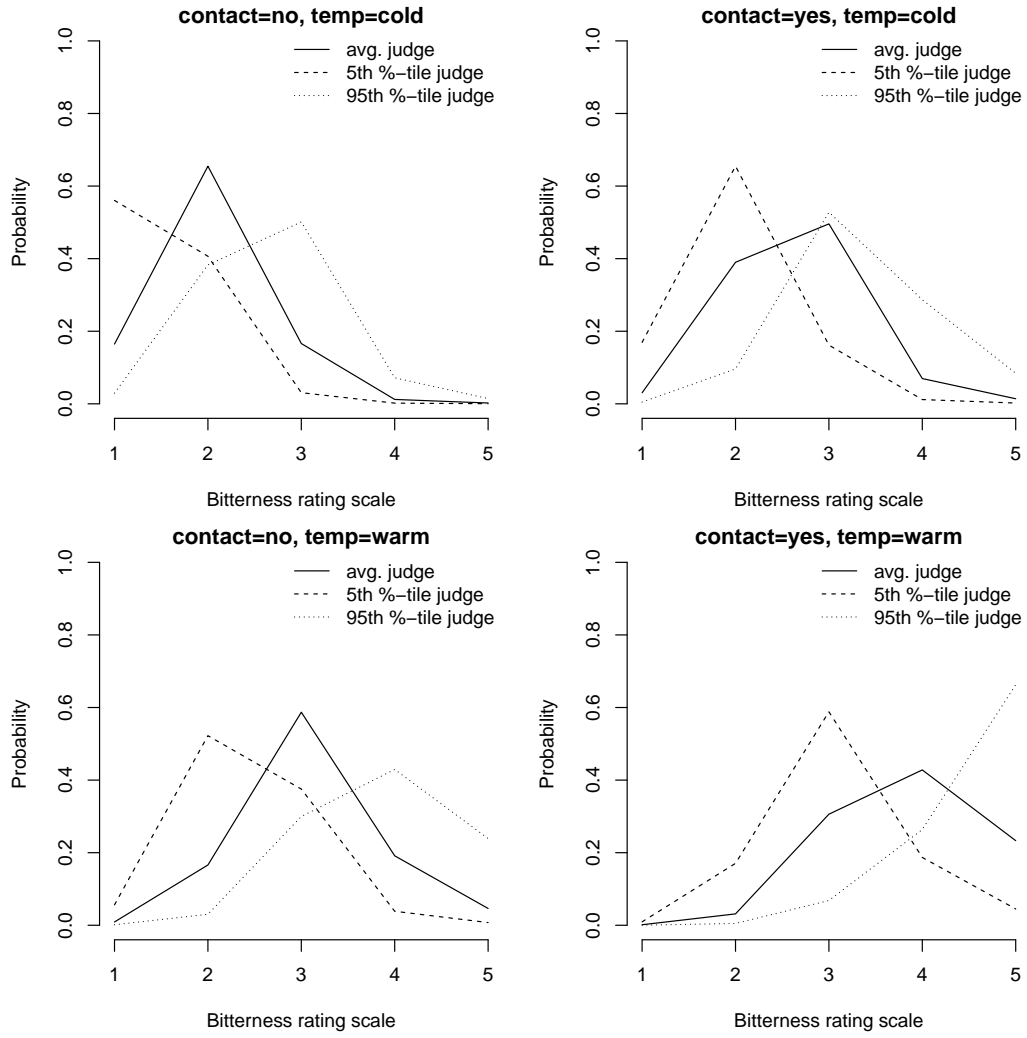 contact=no, temp=cold
avg. judge
5th %−tile judge
95th %−tile judge
1.0
0.8
0.6
0.4
0.2
0.0
Probability
1 2 3 4 5
Bitterness rating scale
contact=yes, temp=cold
avg. judge
5th %−tile judge
95th %−tile judge
1.0
0.8
0.6
0.4
0.2
0.0
Probability
1 2 3 4 5
Bitterness rating scale
contact=no, temp=warm
avg. judge
5th %−tile judge
95th %−tile judge
1.0
0.8
0.6
0.4
0.2
0.0
Probability
1 2 3 4 5
Bitterness rating scale
contact=yes, temp=warm
avg. judge
5th %−tile judge
95th %−tile judge
1.0
0.8
0.6
0.4
0.2
0.0
Probability
1 2 3 4 5
Bitterness rating scale